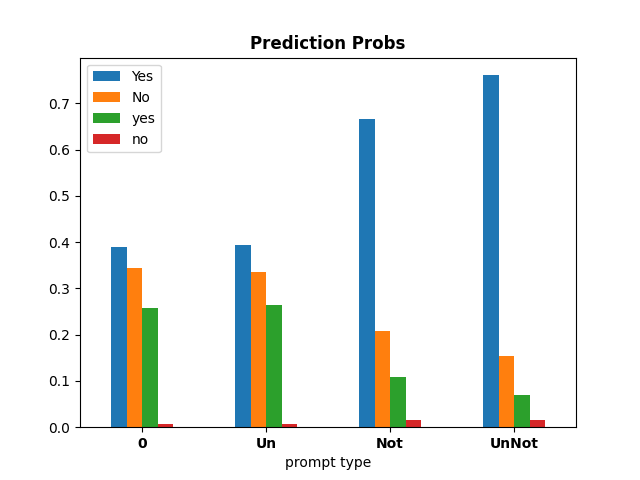 Prediction Probs
Yes
No
yes
no
0.7
0.6
0.5
0.4
0.3
0.2
0.1
0.0
0 Un Not UnNot
prompt type